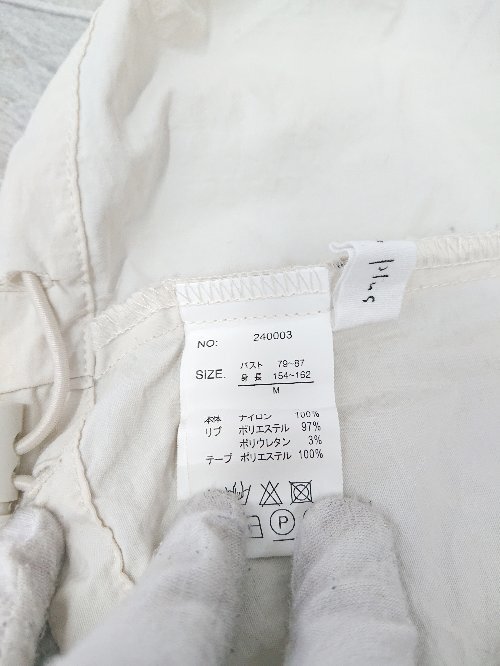 NO: 240003
SIZE. バスト 79~87
身長 154~162
M
本体 ナイロン 100%
リブ ポリエステル 97%
ポリウレタン 3%
テープ ポリエステル 100%
P